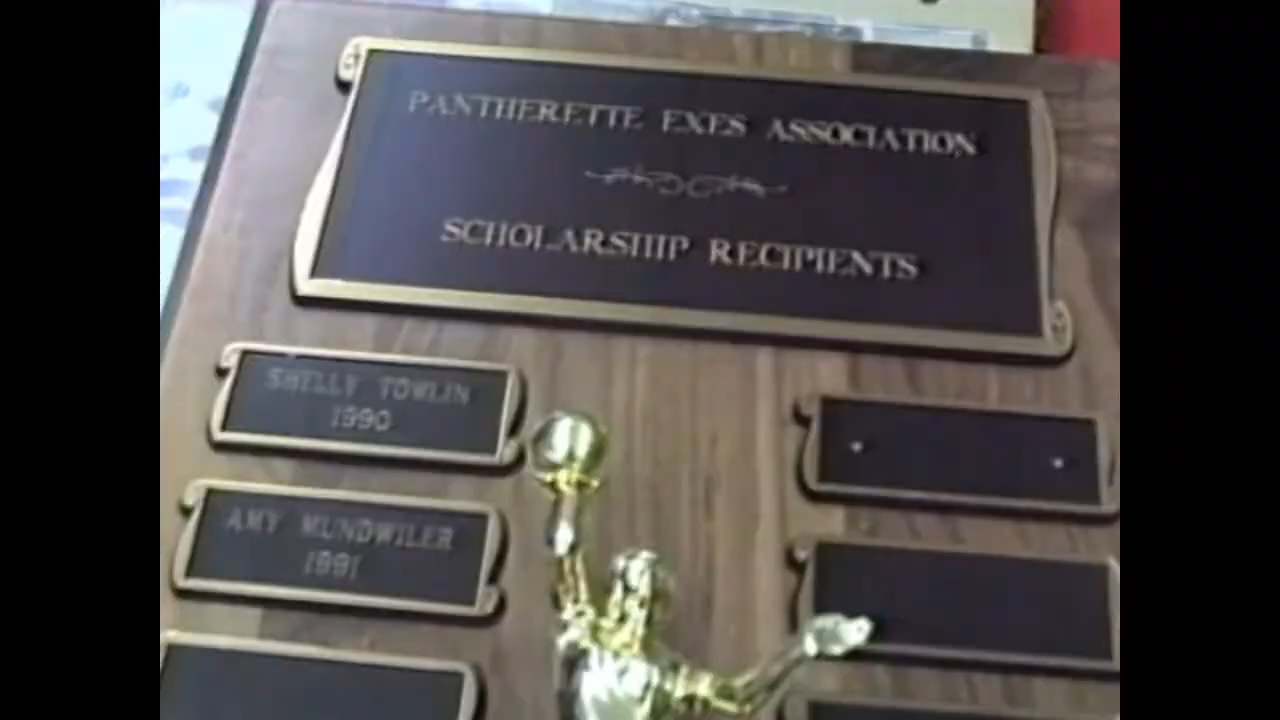 PANTHERETTE EXES ASSOCIATION
SCHOLARSHIP RECIPIENTS
SHELLY TOWLIN
1990
AMY MUNDWILER
1991